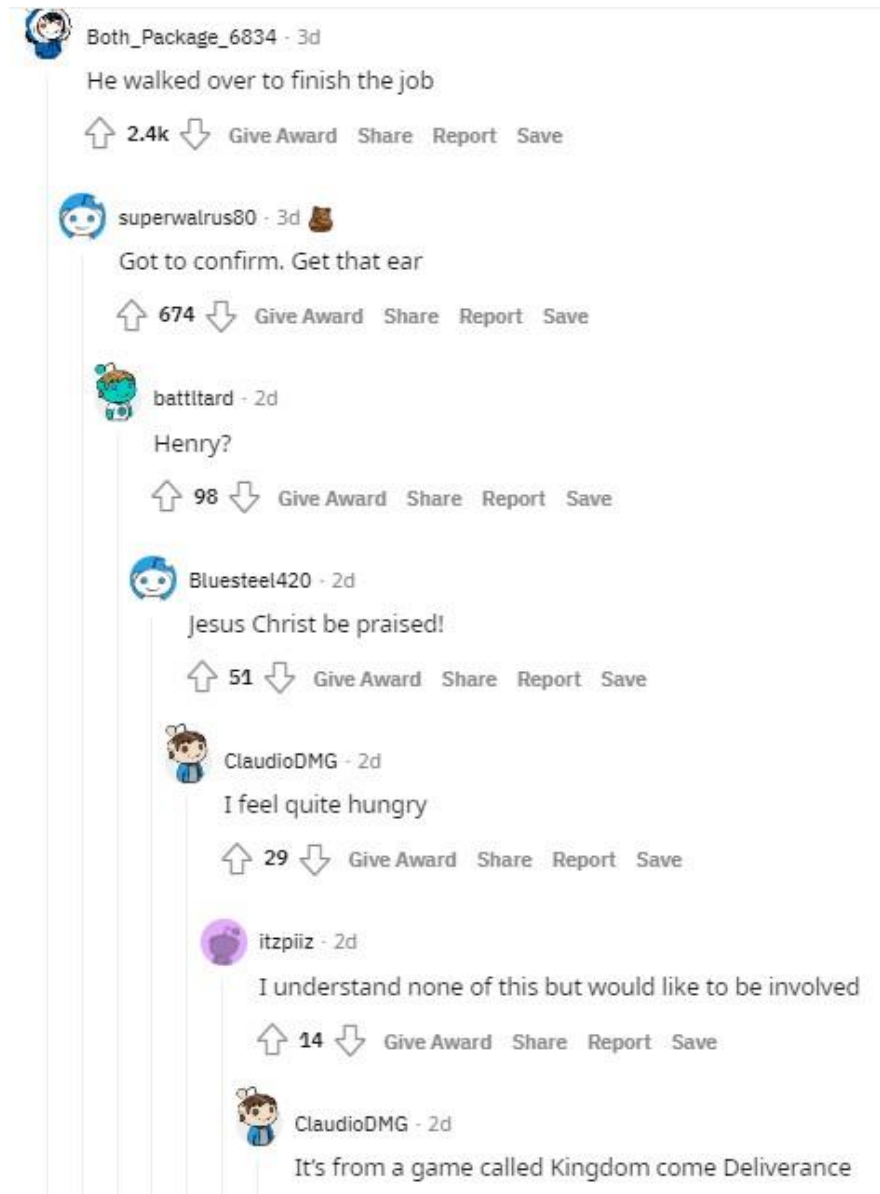 Both_Package_6834 · 3d
He walked over to finish the job
2.4k Give Award Share Report Save
superwalrus80 · 3d
Got to confirm. Get that ear
674 Give Award Share Report Save
battltard · 2d
Henry?
98 Give Award Share Report Save
Bluesteel420 · 2d
Jesus Christ be praised!
51 Give Award Share Report Save
ClaudioDMG · 2d
I feel quite hungry
29 Give Award Share Report Save
itzpiiz · 2d
I understand none of this but would like to be involved
14 Give Award Share Report Save
ClaudioDMG · 2d
It's from a game called Kingdom come Deliverance